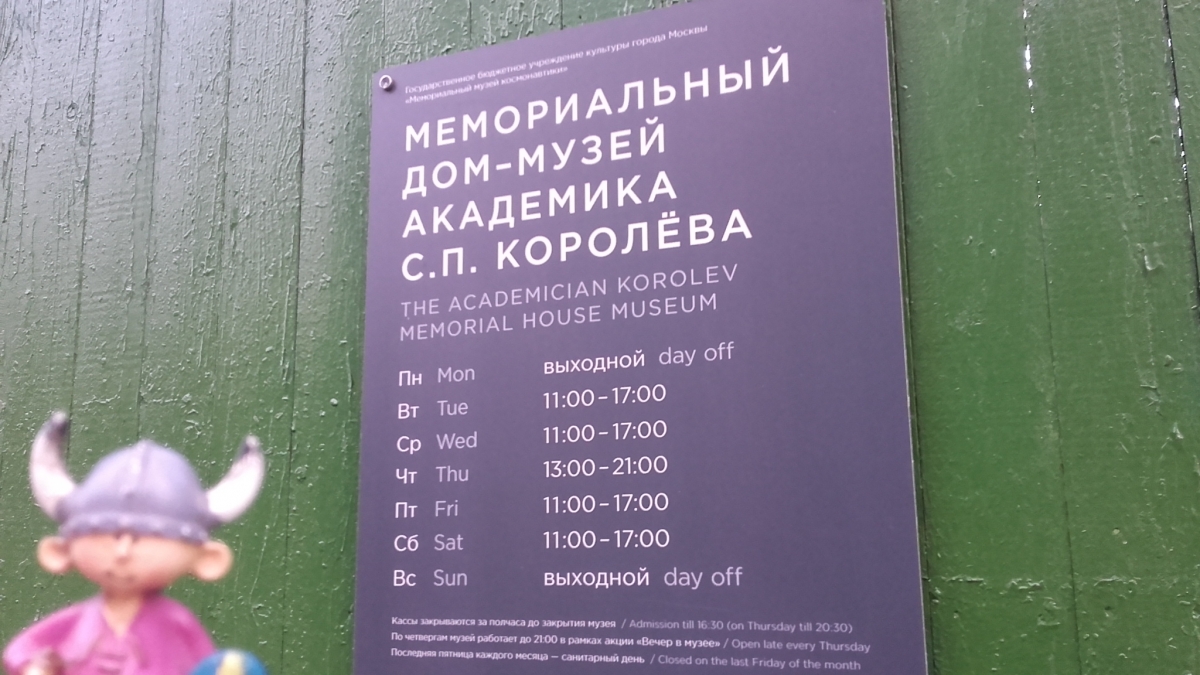 Государственное бюджетное учреждение культуры города Москвы
«Мемориальный музей космонавтики»
МЕМОРИАЛЬНЫЙ
ДОМ-МУЗЕЙ
АКАДЕМИКА
С.П. КОРОЛЁВА
THE ACADEMICIAN KOROLEV
MEMORIAL HOUSE MUSEUM
Пн Mon выходной day off
Вт Tue 11:00 – 17:00
Ср Wed 11:00 – 17:00
Чт Thu 13:00 – 21:00
Пт Fri 11:00 – 17:00
Сб Sat 11:00 – 17:00
Вс Sun выходной day off
Кассы закрываются за полчаса до закрытия музея / Admission till 16:30 (on Thursday till 20:30)
По четвергам музей работает до 21:00 в рамках акции «Вечер в музее» / Open late every Thursday
Последняя пятница каждого месяца — санитарный день / Closed on the last Friday of the month